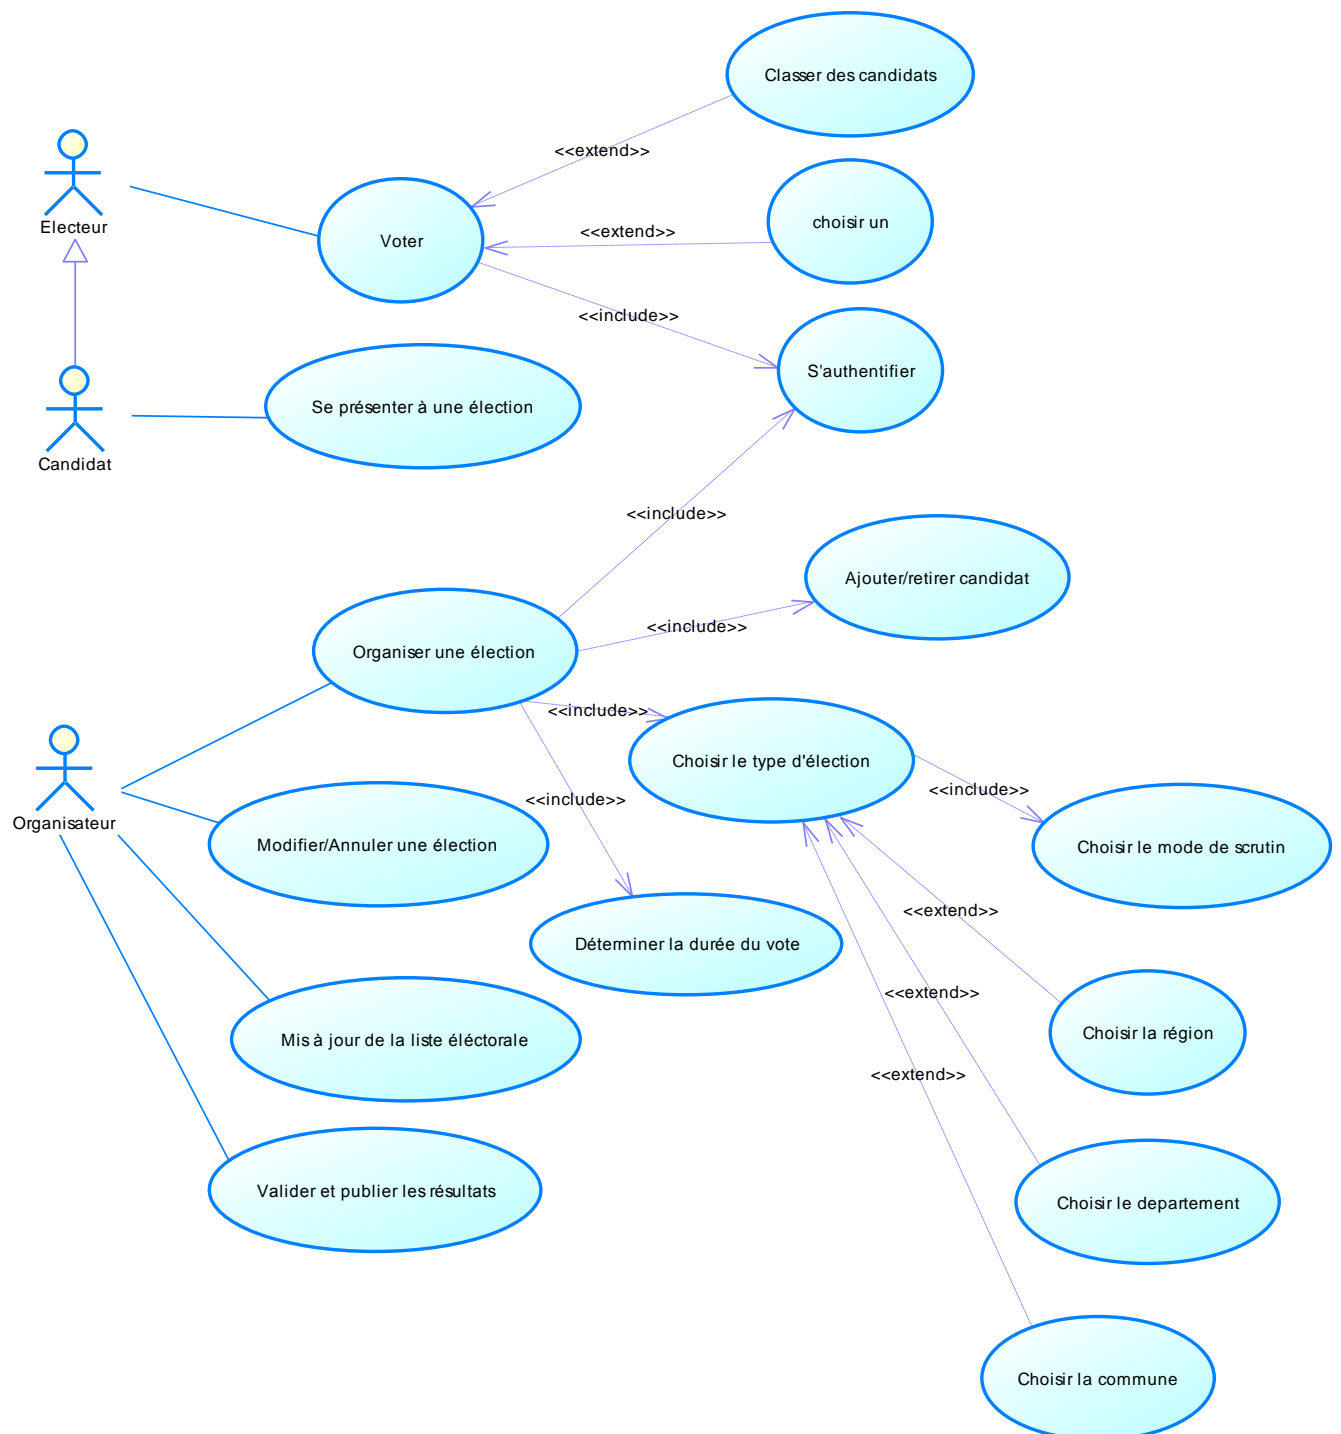 Classer des candidats
<<extend>>
Electeur
Voter
<<extend>>
choisir un
<<include>>
S'authentifier
Se présenter à une élection
Candidat
<<include>>
Ajouter/retirer candidat
<<include>>
Organiser une élection
<<include>>
Choisir le type d'élection
<<include>>
<<include>>
Organisateur
Modifier/Annuler une élection
Choisir le mode de scrutin
<<extend>>
Déterminer la durée du vote
<<extend>>
Mis à jour de la liste éléctorale
Choisir la région
<<extend>>
Valider et publier les résultats
Choisir le departement
Choisir la commune